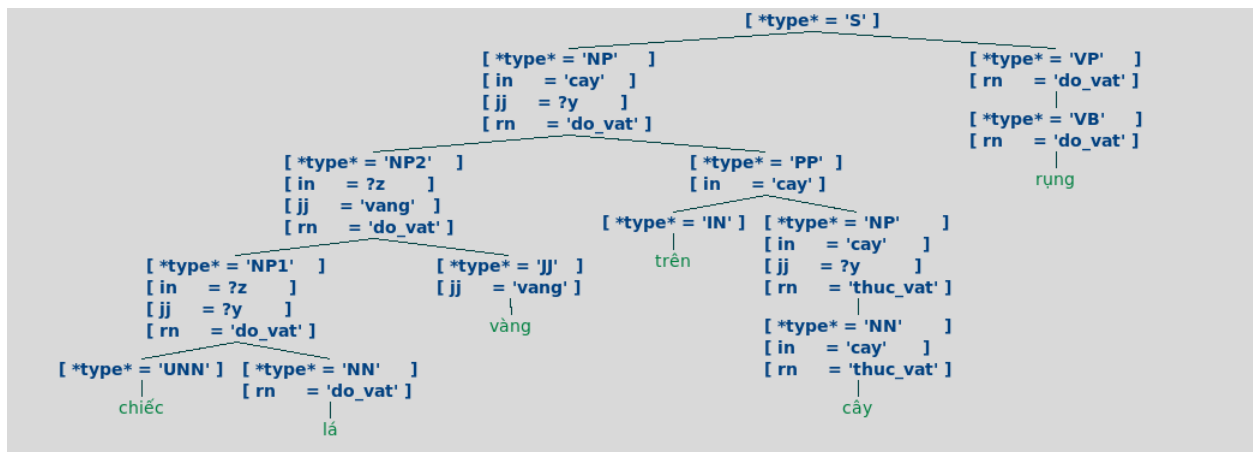 [ *type* = 'S' ]
[ *type* = 'NP' ]
[ in = 'cay' ]
[ jj = ?y ]
[ rn = 'do_vat' ]
[ *type* = 'VP' ]
[ rn = 'do_vat' ]
[ *type* = 'VB' ]
[ rn = 'do_vat' ]
rụng
[ *type* = 'NP2' ]
[ in = ?z ]
[ jj = 'vang' ]
[ rn = 'do_vat' ]
[ *type* = 'PP' ]
[ in = 'cay' ]
[ *type* = 'IN' ]
trên
[ *type* = 'NP' ]
[ in = 'cay' ]
[ jj = ?y ]
[ rn = 'thuc_vat' ]
[ *type* = 'NP1' ]
[ in = ?z ]
[ jj = ?y ]
[ rn = 'do_vat' ]
[ *type* = 'JJ' ]
[ jj = 'vang' ]
vàng
[ *type* = 'NN' ]
[ in = 'cay' ]
[ rn = 'thuc_vat' ]
cây
[ *type* = 'UNN' ]
chiếc
[ *type* = 'NN' ]
[ rn = 'do_vat' ]
lá